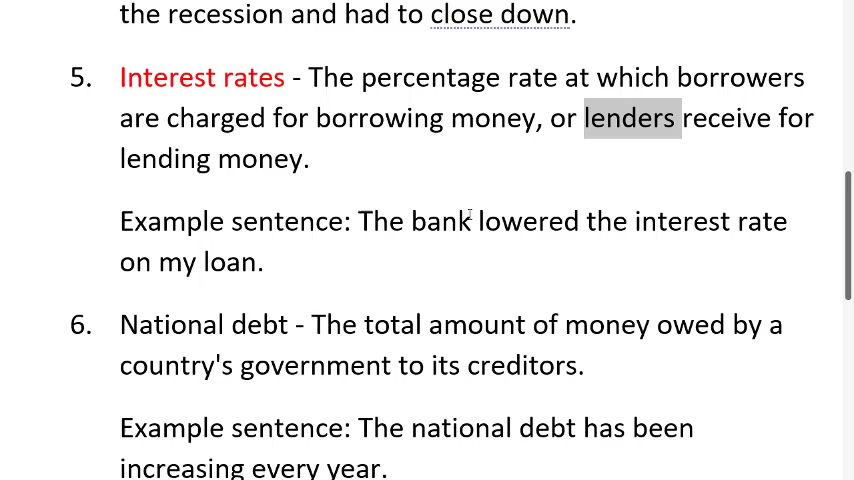 the recession and had to close down.
5. Interest rates - The percentage rate at which borrowers
are charged for borrowing money, or lenders receive for
lending money.
Example sentence: The bank lowered the interest rate
on my loan.
6. National debt - The total amount of money owed by a
country's government to its creditors.
Example sentence: The national debt has been
increasing every year.